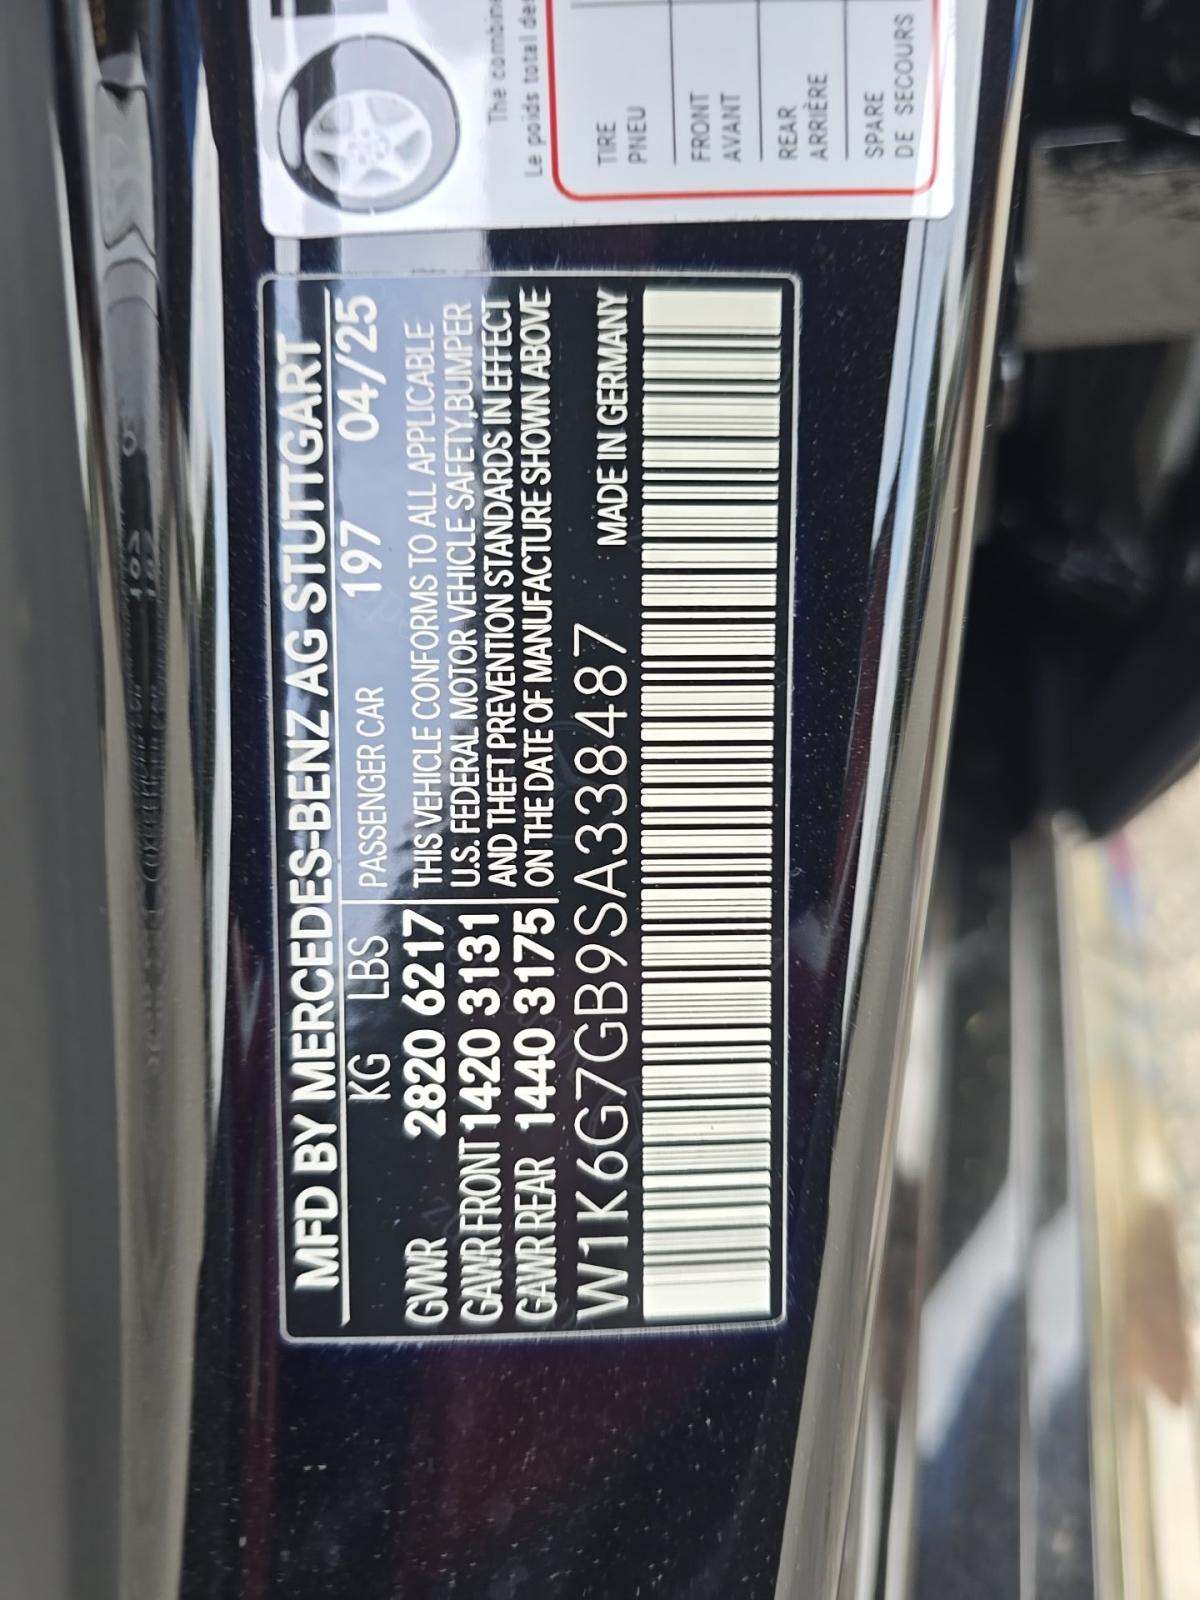 MFD BY MERCEDES-BENZ AG STUTTGART
KG LBS PASSENGER CAR 197 04/25
GVWR 2820 6217 THIS VEHICLE CONFORMS TO ALL APPLICABLE
GAWR FRONT 1420 3131 U.S. FEDERAL MOTOR VEHICLE SAFETY,BUMPER
GAWR REAR 1440 3175 AND THEFT PREVENTION STANDARDS IN EFFECT
ON THE DATE OF MANUFACTURE SHOWN ABOVE
W1K6G7GB9SA338487 MADE IN GERMANY
The combine
Le poids total de
TIRE
PNEU
FRONT
AVANT
REAR
ARRIÈRE
SPARE
DE SECOURS